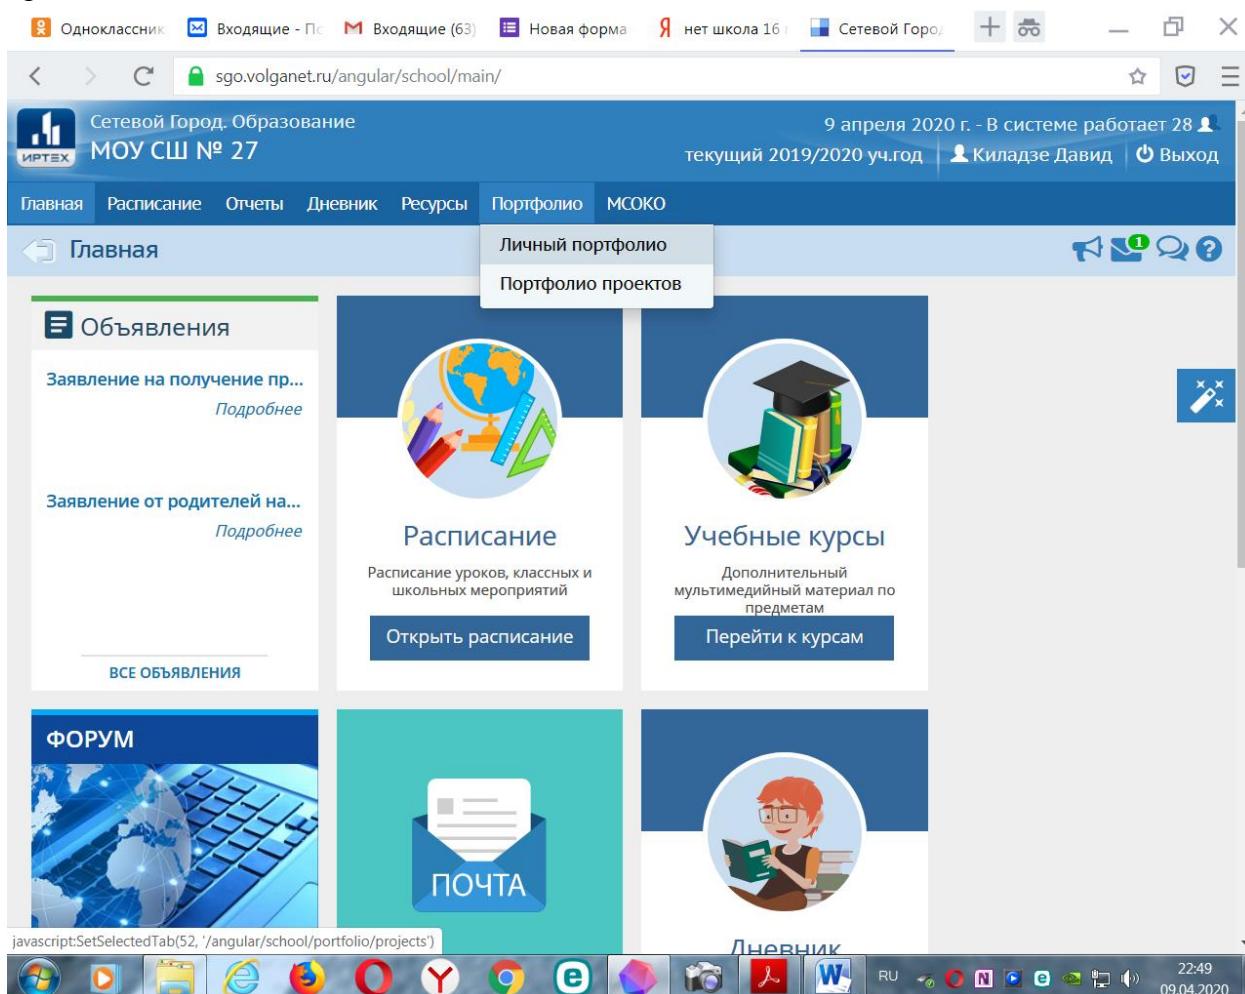 Одноклассник
Входящие - По
Входящие (63)
Новая форма
нет школа 16
Сетевой Город
sgo.volganet.ru/angular/school/main/
Сетевой Город. Образование
9 апреля 2020 г. - В системе работает 28
ИРТЕХ
МОУ СШ № 27
текущий 2019/2020 уч.год
Киладзе Давид
Выход
Главная Расписание Отчеты Дневник Ресурсы Портфолио МСОКО
Главная
Личный портфолио
Портфолио проектов
1
Объявления
Заявление на получение пр...
Подробнее
Заявление от родителей на...
Подробнее
ВСЕ ОБЪЯВЛЕНИЯ
Расписание
Расписание уроков, классных и
школьных мероприятий
Открыть расписание
Учебные курсы
Дополнительный
мультимедийный материал по
предметам
Перейти к курсам
ФОРУМ
ПОЧТА
Дневник
javascript:SetSelectedTab(52, '/angular/school/portfolio/projects')
RU
22:49
09.04.2020